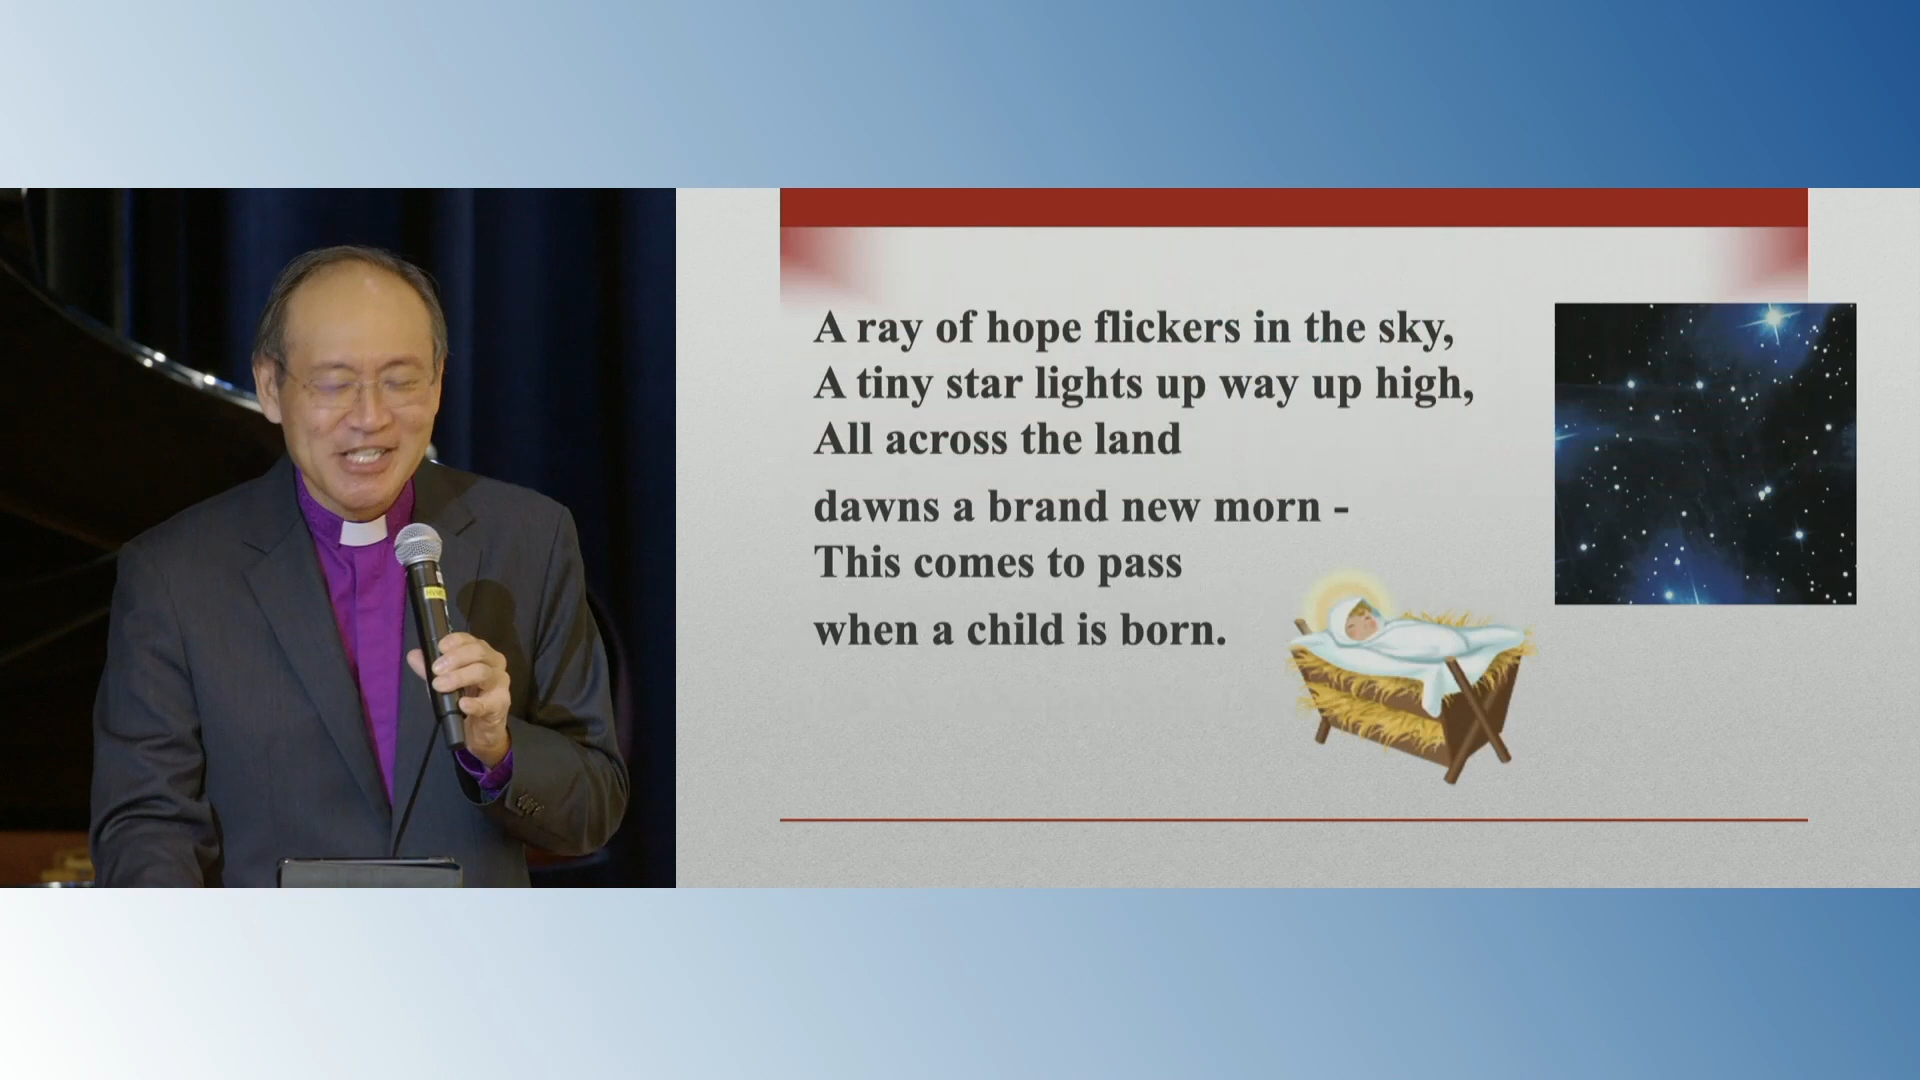 A ray of hope flickers in the sky,
A tiny star lights up way up high,
All across the land
dawns a brand new morn -
This comes to pass
when a child is born.